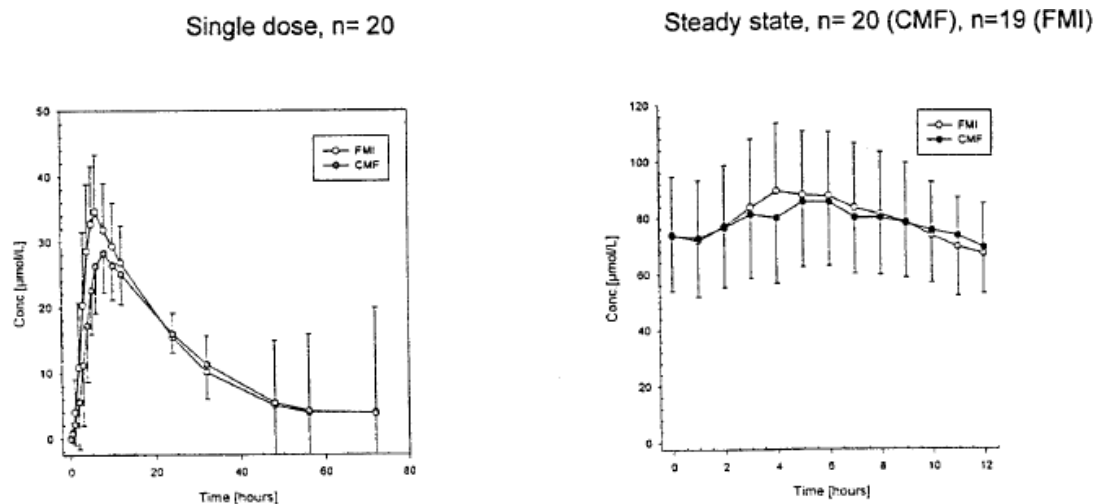 Single dose, n= 20
Steady state, n= 20 (CMF), n=19 (FMI)
50
40
30
20
10
0
Conc [µmol/L]
FMI
CMF
0
20
40
60
80
Time [hours]
120
100
80
60
40
20
0
Conc [µmol/L]
FMI
CMF
0
2
4
6
8
10
12
Time [hours]